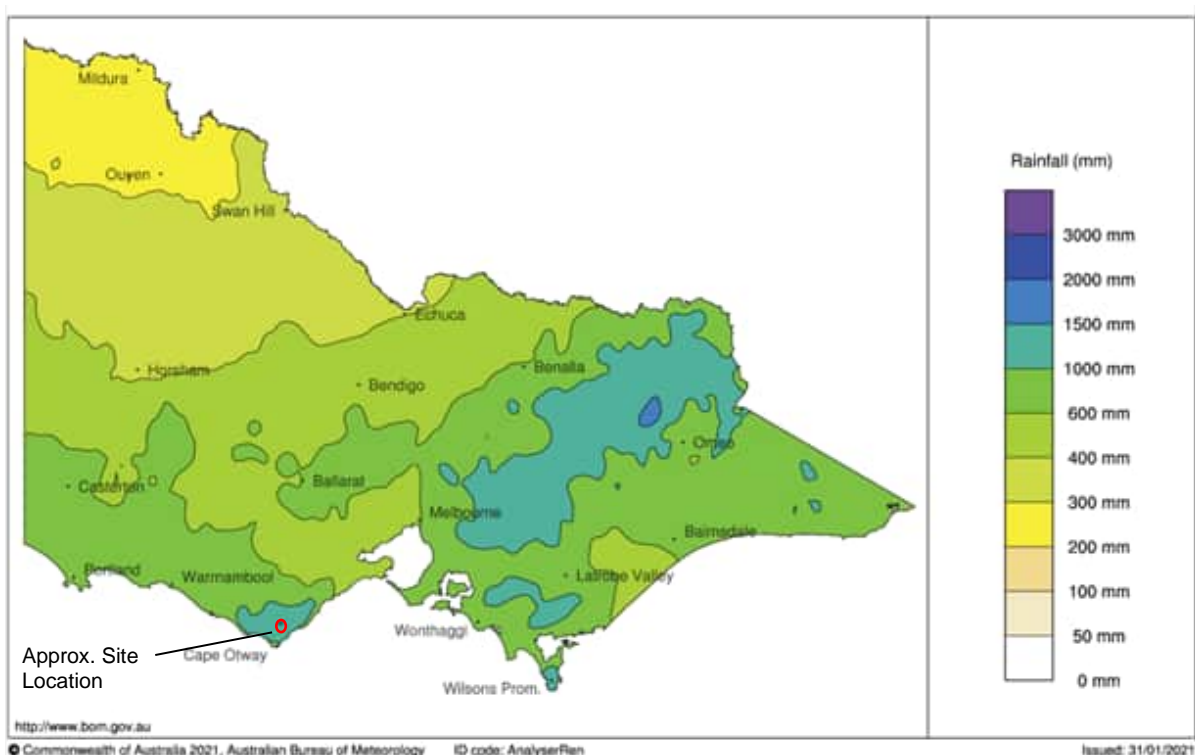 Mildura
Ouyen
Swan Hill
Echuca
Horsham
Bendigo
Benalla
Omeo
Casterton
Ballarat
Melbourne
Bairnsdale
Portland
Warrnambool
Latrobe Valley
Wonthaggi
Cape Otway
Wilsons Prom.
Approx. Site
Location
Rainfall (mm)
3000 mm
2000 mm
1500 mm
1000 mm
600 mm
400 mm
300 mm
200 mm
100 mm
50 mm
0 mm
http://www.bom.gov.au
© Commonwealth of Australia 2021, Australian Bureau of Meteorology
ID code: AnalyserRen
Issued: 31/01/2021